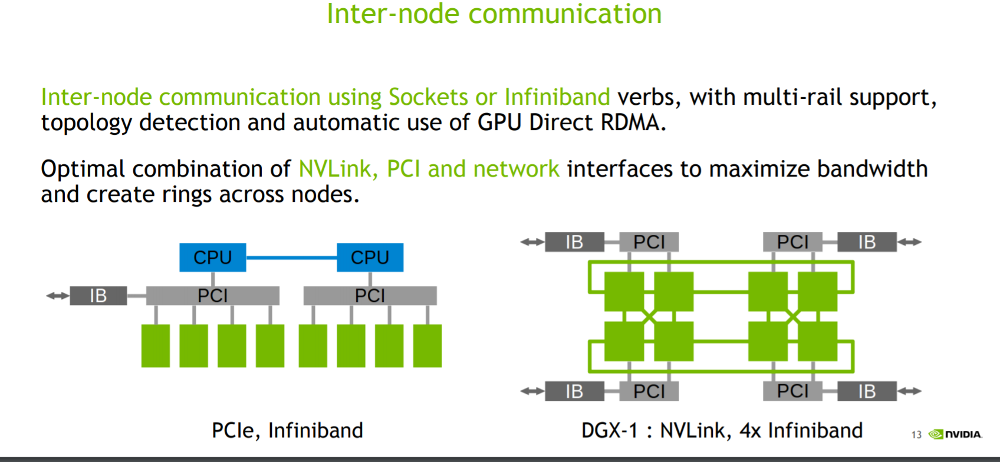 Inter-node communication
Inter-node communication using Sockets or Infiniband verbs, with multi-rail support,
topology detection and automatic use of GPU Direct RDMA.
Optimal combination of NVLink, PCI and network interfaces to maximize bandwidth
and create rings across nodes.
CPU CPU
IB PCI PCI
PCIe, Infiniband
IB PCI PCI IB
IB PCI PCI IB
DGX-1 : NVLink, 4x Infiniband
13 NVIDIA.